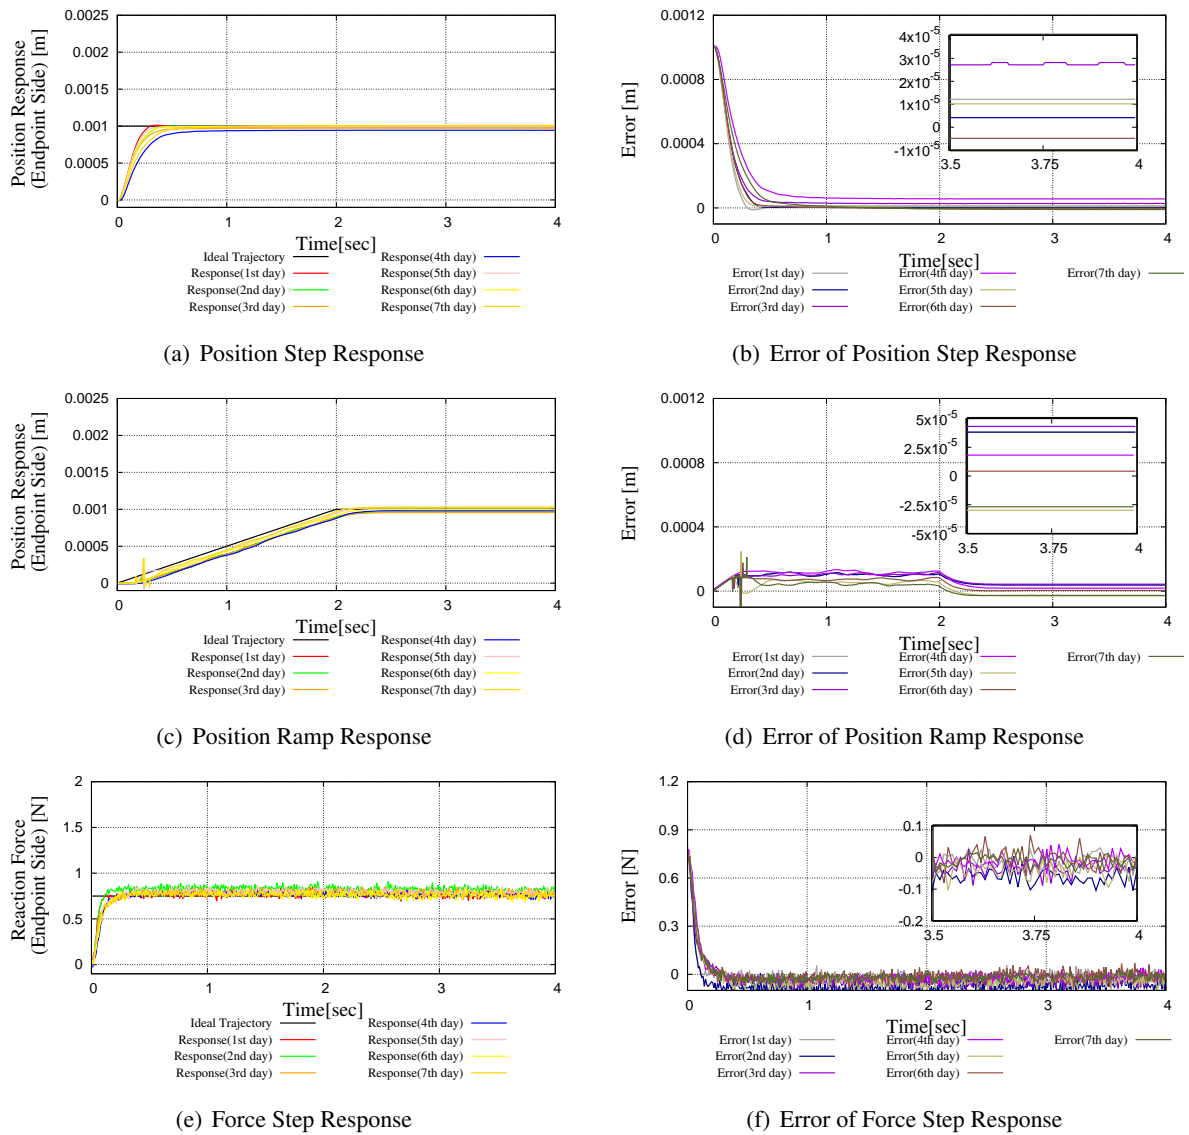 0.0025
0.002
0.0015
0.001
0.0005
0
0 1 2 3 4
Position Response
(Endpoint Side) [m]
Time[sec]
Ideal Trajectory
Response(1st day)
Response(2nd day)
Response(3rd day)
Response(4th day)
Response(5th day)
Response(6th day)
Response(7th day)
(a) Position Step Response
0.0012
0.0008
0.0004
0
0 1 2 3 4
Error [m]
4x10-5
3x10-5
2x10-5
1x10-5
0
-1x10-5
3.5 3.75 4
Time[sec]
Error(1st day)
Error(2nd day)
Error(3rd day)
Error(4th day)
Error(5th day)
Error(6th day)
Error(7th day)
(b) Error of Position Step Response
0.0025
0.002
0.0015
0.001
0.0005
0
0 1 2 3 4
Position Response
(Endpoint Side) [m]
Time[sec]
Ideal Trajectory
Response(1st day)
Response(2nd day)
Response(3rd day)
Response(4th day)
Response(5th day)
Response(6th day)
Response(7th day)
(c) Position Ramp Response
0.0012
0.0008
0.0004
0
0 1 2 3 4
Error [m]
5x10-5
2.5x10-5
0
-2.5x10-5
-5x10-5
3.5 3.75 4
Time[sec]
Error(1st day)
Error(2nd day)
Error(3rd day)
Error(4th day)
Error(5th day)
Error(6th day)
Error(7th day)
(d) Error of Position Ramp Response
2
1.5
1
0.5
0
0 1 2 3 4
Reaction Force
(Endpoint Side) [N]
Time[sec]
Ideal Trajectory
Response(1st day)
Response(2nd day)
Response(3rd day)
Response(4th day)
Response(5th day)
Response(6th day)
Response(7th day)
(e) Force Step Response
1.2
0.9
0.6
0.3
0
0 1 2 3 4
Error [N]
0.1
0
-0.1
-0.2
3.5 3.75 4
Time[sec]
Error(1st day)
Error(2nd day)
Error(3rd day)
Error(4th day)
Error(5th day)
Error(6th day)
Error(7th day)
(f) Error of Force Step Response